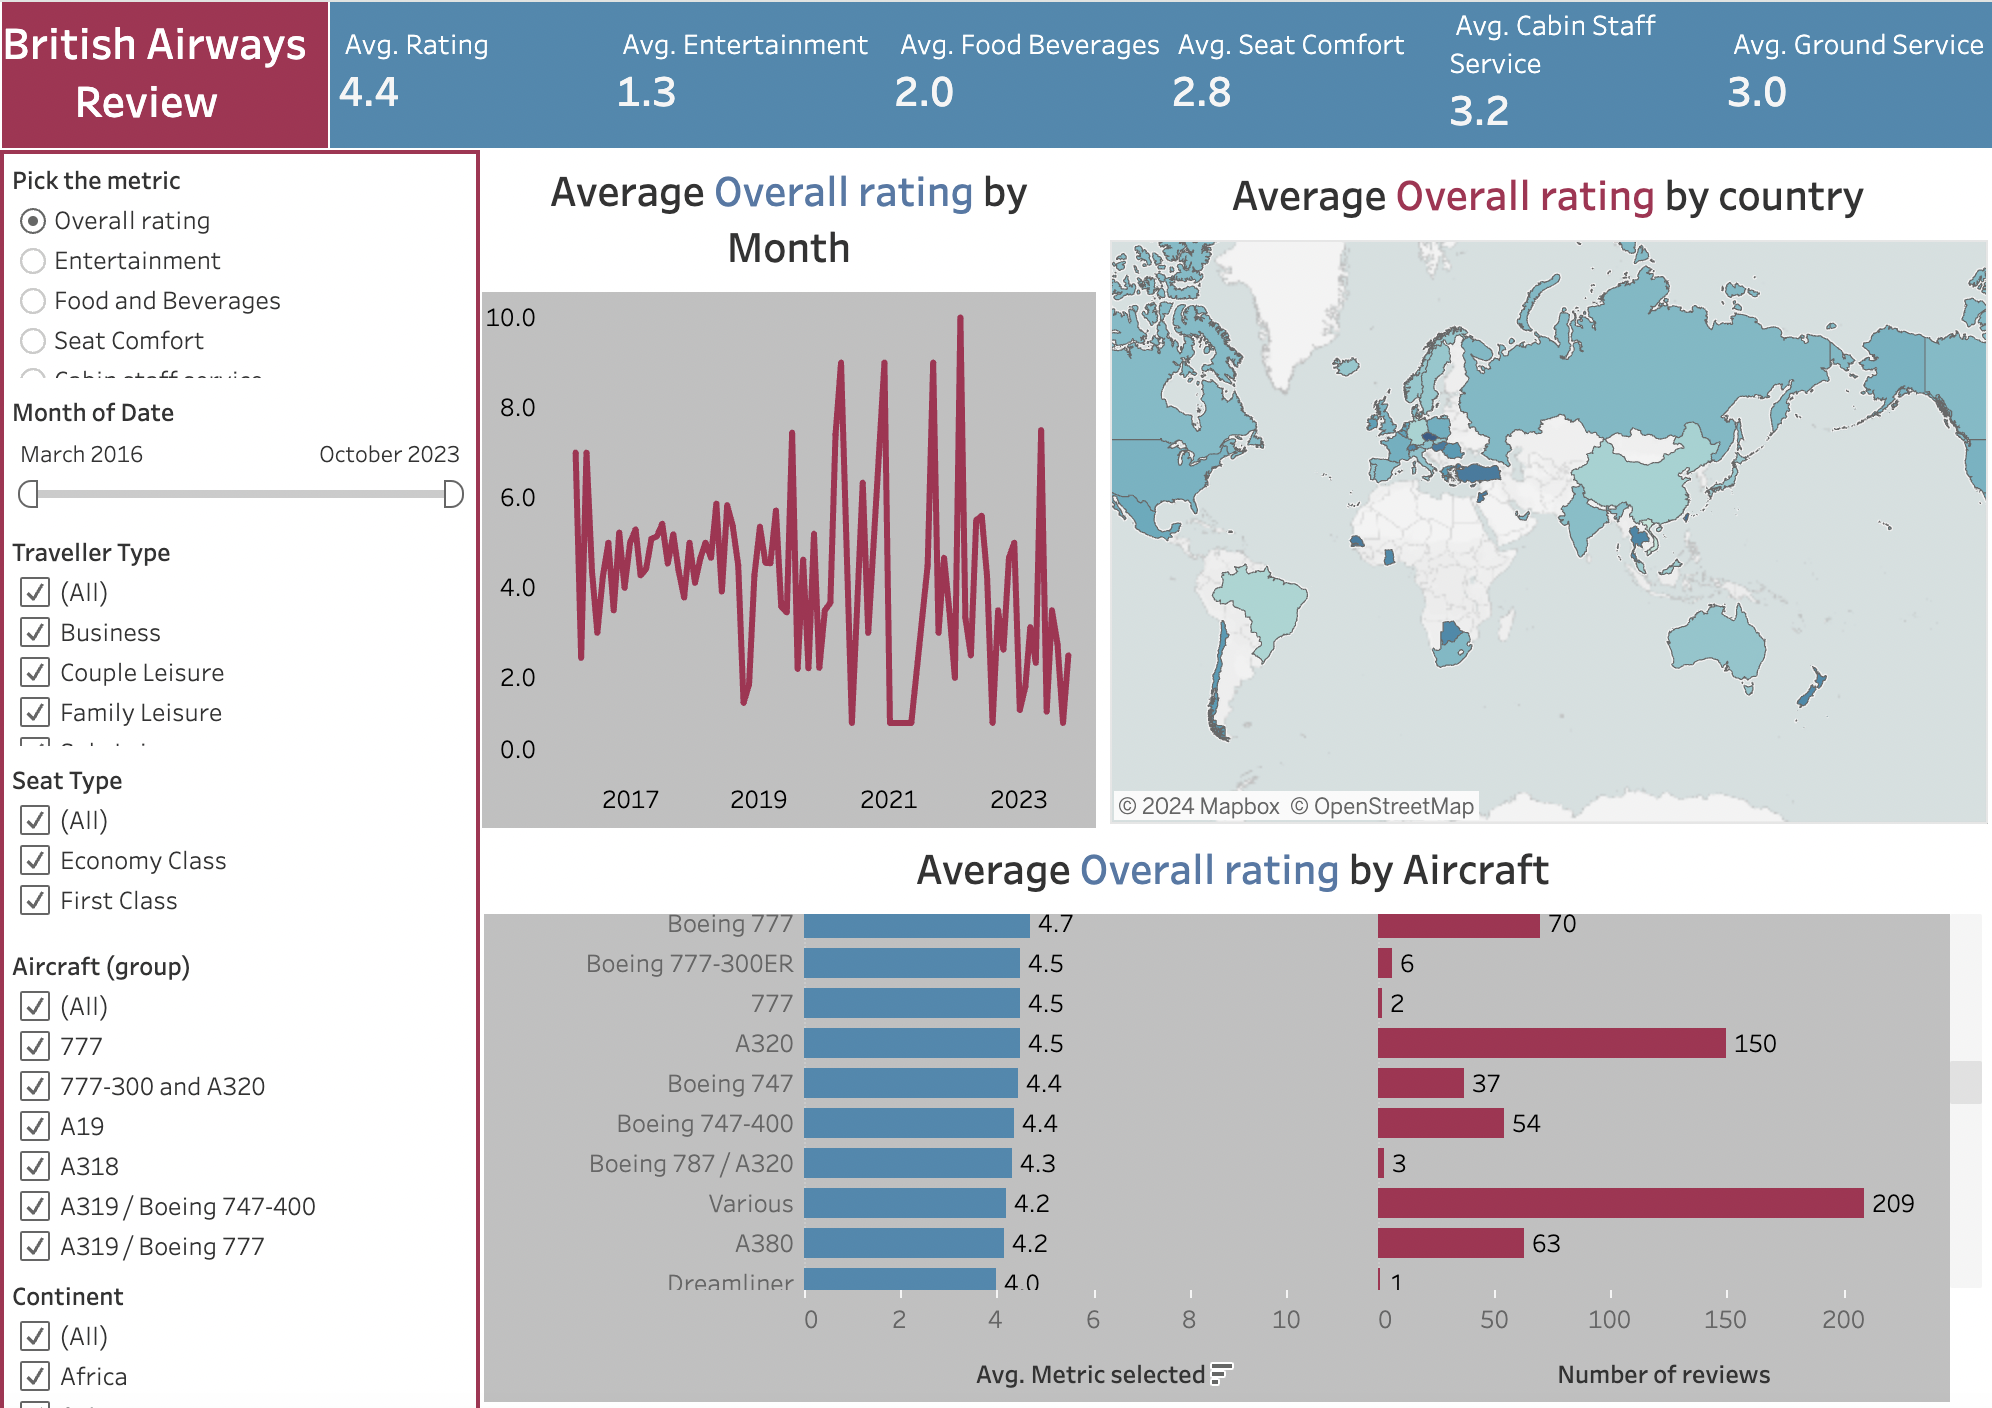 British Airways
Review
Avg. Rating
4.4
Avg. Entertainment
1.3
Avg. Food Beverages
2.0
Avg. Seat Comfort
2.8
Avg. Cabin Staff
Service
3.2
Avg. Ground Service
3.0
Pick the metric
Overall rating
Entertainment
Food and Beverages
Seat Comfort
Cabin staff service
Month of Date
March 2016
October 2023
Traveller Type
(All)
Business
Couple Leisure
Family Leisure
Seat Type
(All)
Economy Class
First Class
Aircraft (group)
(All)
777
777-300 and A320
A19
A318
A319 / Boeing 747-400
A319 / Boeing 777
Continent
(All)
Africa
Average Overall rating by
Month
10.0
8.0
6.0
4.0
2.0
0.0
2017 2019 2021 2023
Average Overall rating by country
© 2024 Mapbox © OpenStreetMap
Average Overall rating by Aircraft
Boeing 777 4.7 70
Boeing 777-300ER 4.5 6
777 4.5 2
A320 4.5 150
Boeing 747 4.4 37
Boeing 747-400 4.4 54
Boeing 787 / A320 4.3 3
Various 4.2 209
A380 4.2 63
Dreamliner 4.0 1
0 2 4 6 8 10 0 50 100 150 200
Avg. Metric selected
Number of reviews